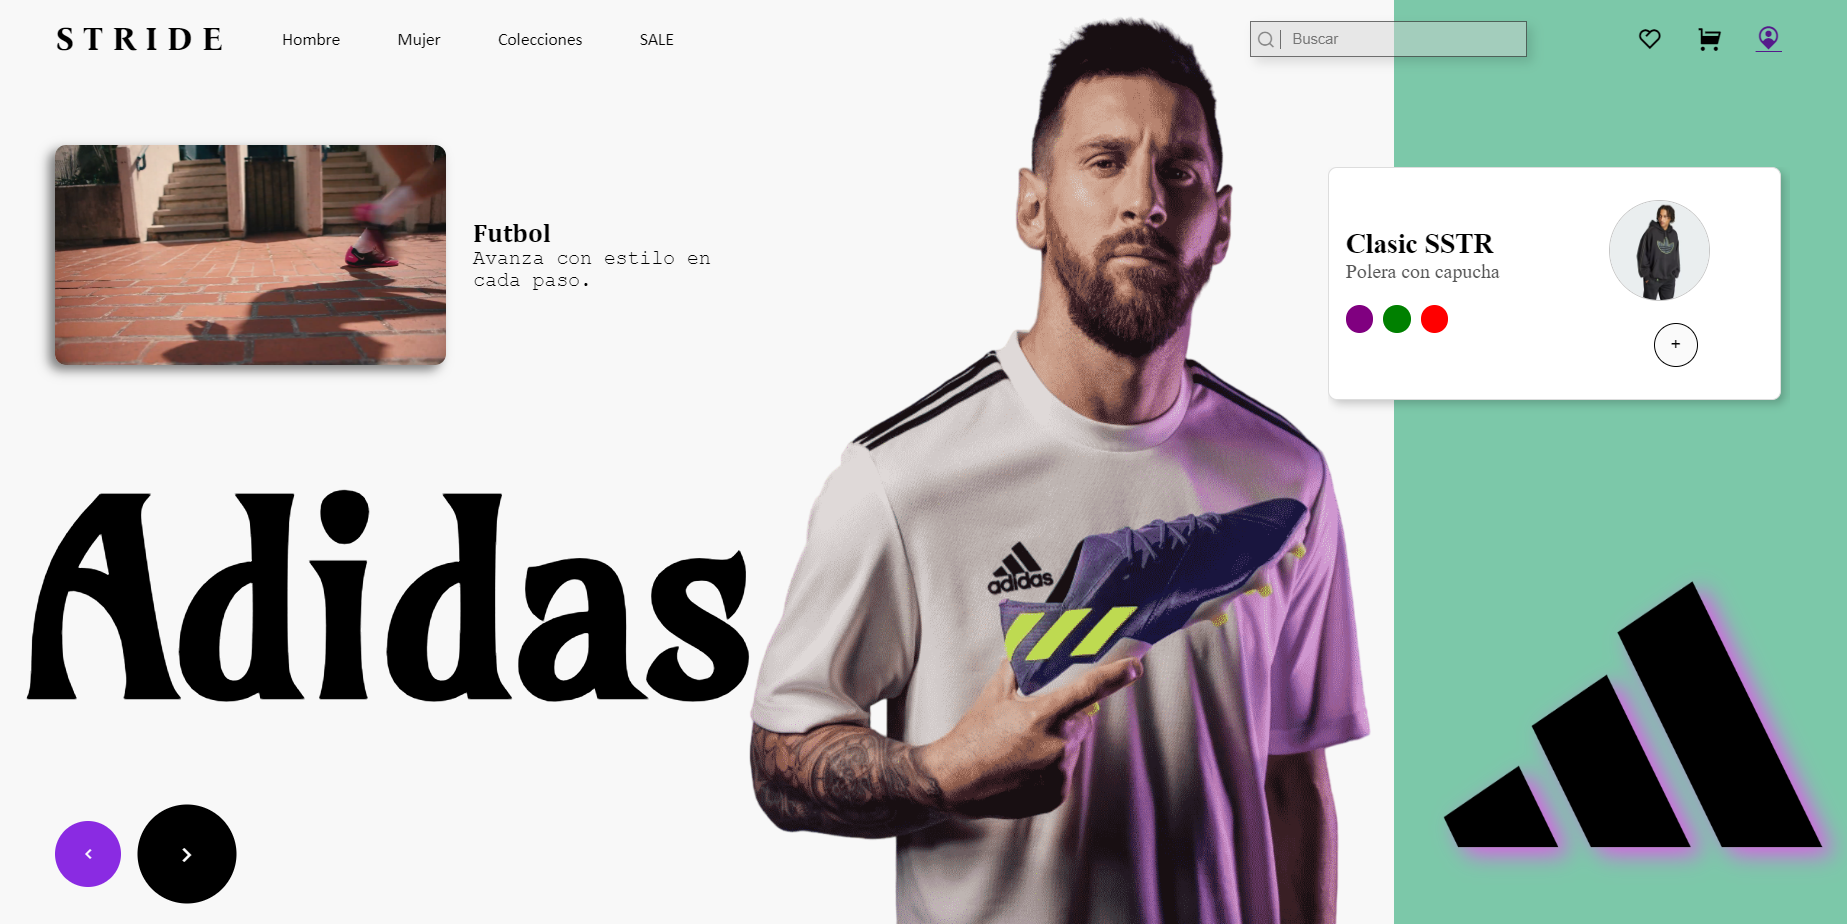 STRIDE
Hombre
Mujer
Colecciones
SALE
Buscar
Futbol
Avanza con estilo en
cada paso.
Clasic SSTR
Polera con capucha
+
Adidas
adidas